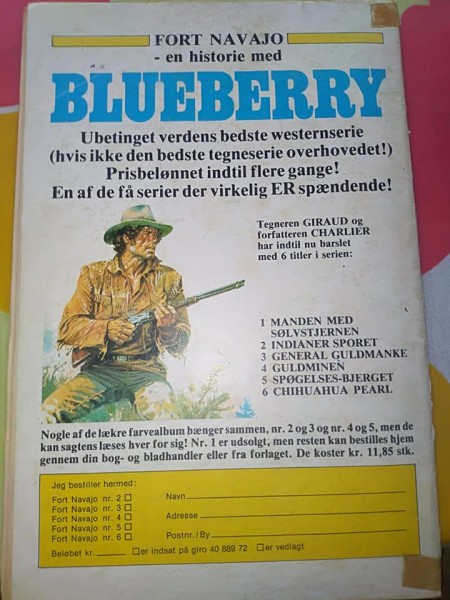 FORT NAVAJO
- en historie med
BLUEBERRY
Ubetinget verdens bedste westernserie
(hvis ikke den bedste tegneserie overhovedet!)
Prisbelønnet indtil flere gange!
En af de få serier der virkelig ER spændende!
Tegneren GIRAUD og
forfatteren CHARLIER
har indtil nu barslet
med 6 titler i serien:
1 MANDEN MED
SØLVSTJERNEN
2 INDIANER SPORET
3 GENERAL GULDMANKE
4 GULDMINEN
5 SPØGELSES-BJERGET
6 CHIHUAHUA PEARL
Nogle af de lækre farvealbum hænger sammen, nr. 2 og 3 og nr. 4 og 5, men de
kan sagtens læses hver for sig! Nr. 1 er udsolgt, men resten kan bestilles hjem
gennem din bog- og bladhandler eller fra forlaget. De koster kr. 11,85 stk.
Jeg bestiller hermed:
Fort Navajo nr. 2
Fort Navajo nr. 3
Fort Navajo nr. 4
Fort Navajo nr. 5
Fort Navajo nr. 6
Navn
Adresse
Postnr./By
Beløbet kr. er indsat på giro 40 889 72 er vedlagt